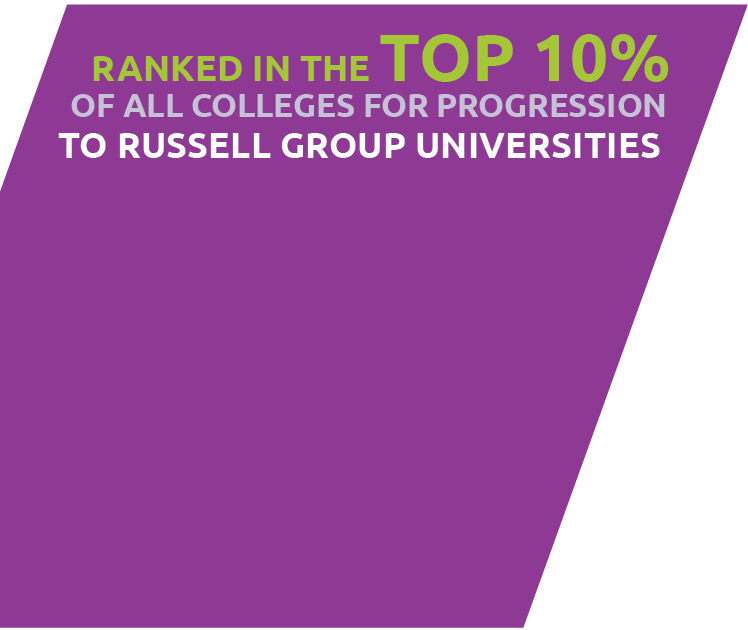 RANKED IN THE TOP 10%
OF ALL COLLEGES FOR PROGRESSION
TO RUSSELL GROUP UNIVERSITIES